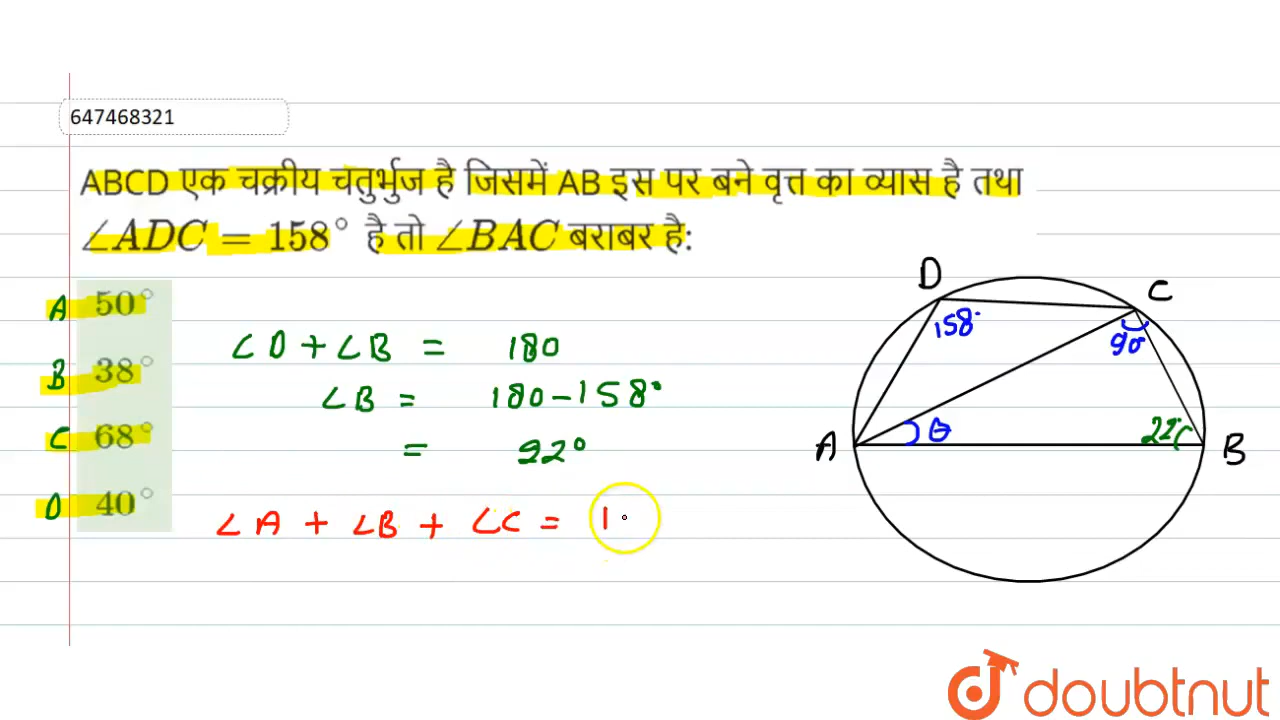 647468321
ABCD एक चक्रीय चतुर्भुज है जिसमें AB इस पर बने वृत्त का व्यास है तथा
∠ADC = 158° है तो ∠BAC बराबर है:
A 50°
B 38°
C 68°
D 40°
∠D + ∠B = 180
∠B = 180 - 158°
= 22°
∠A + ∠B + ∠C = 1
D
C
158°
90
A
θ
22°
B
doubtnut